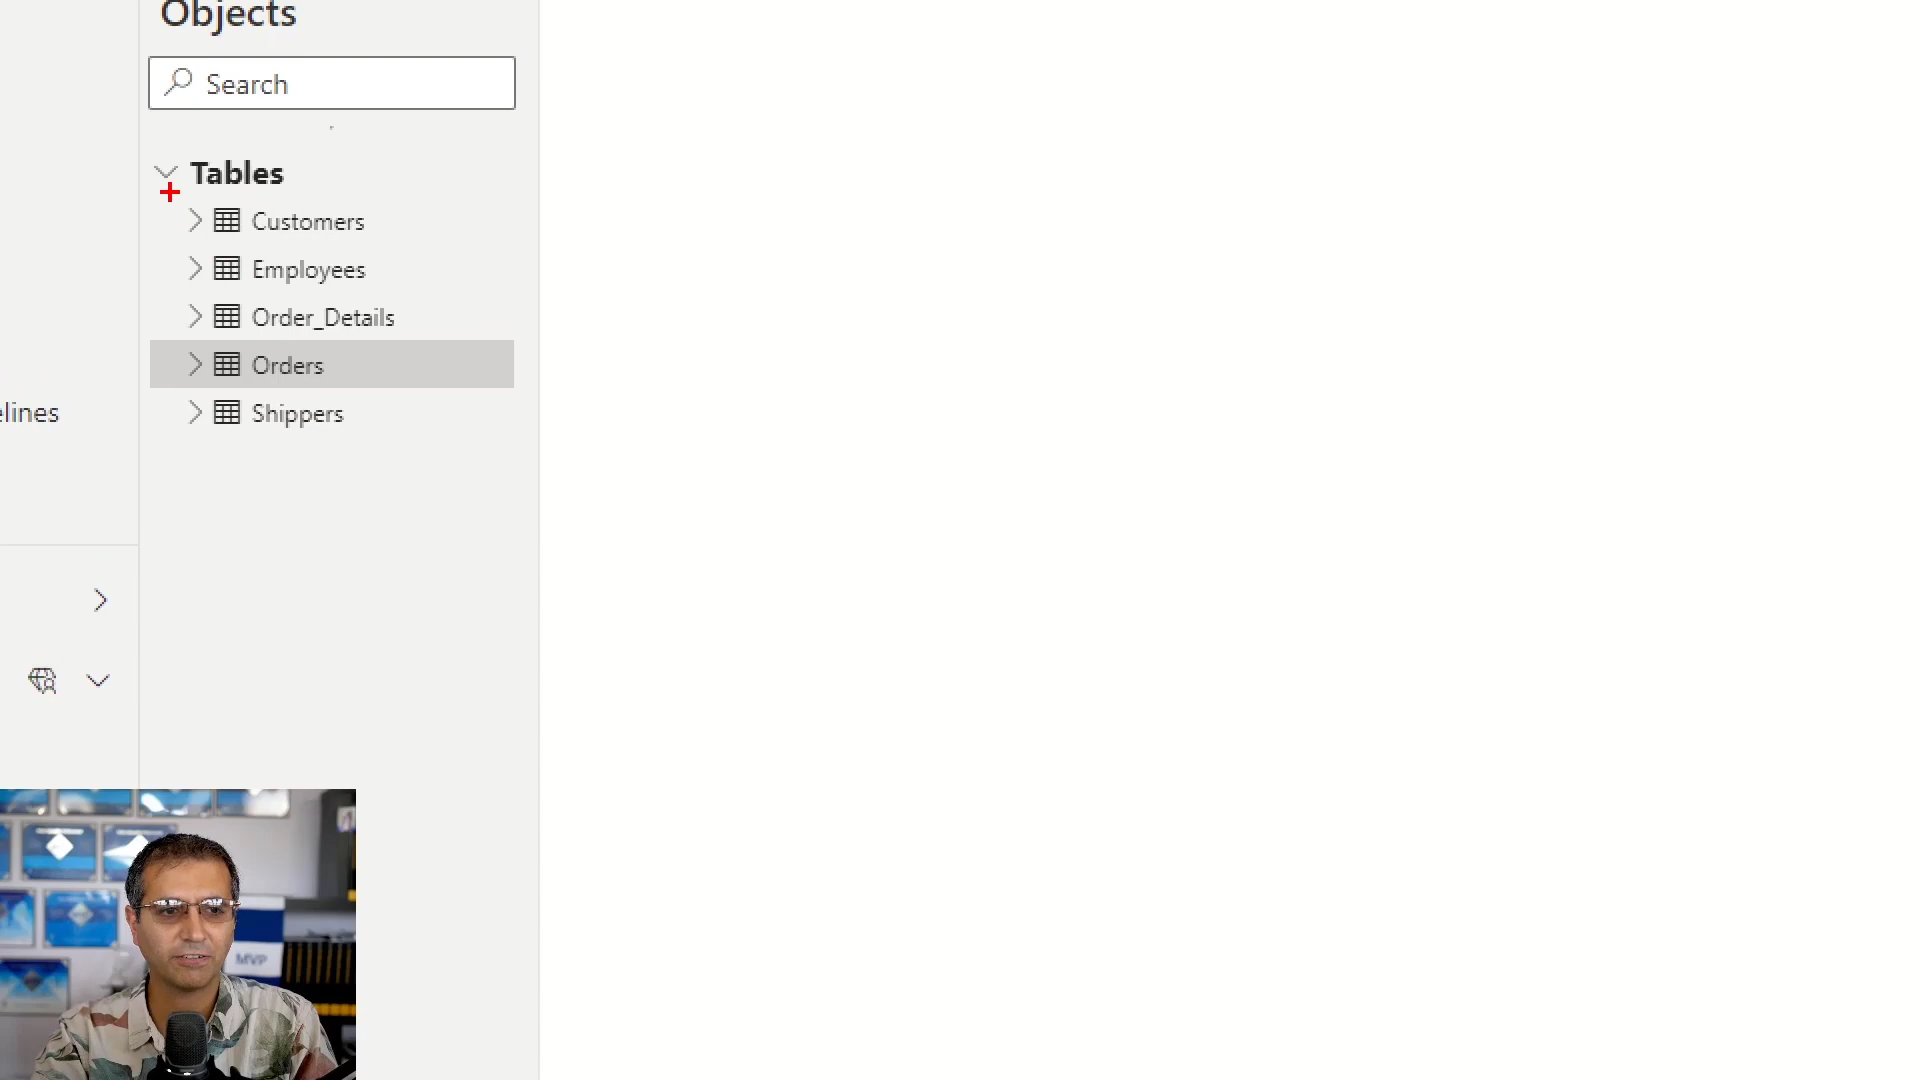 Objects
Search
Tables
Customers
Employees
Order_Details
Orders
Shippers
elines
MVP